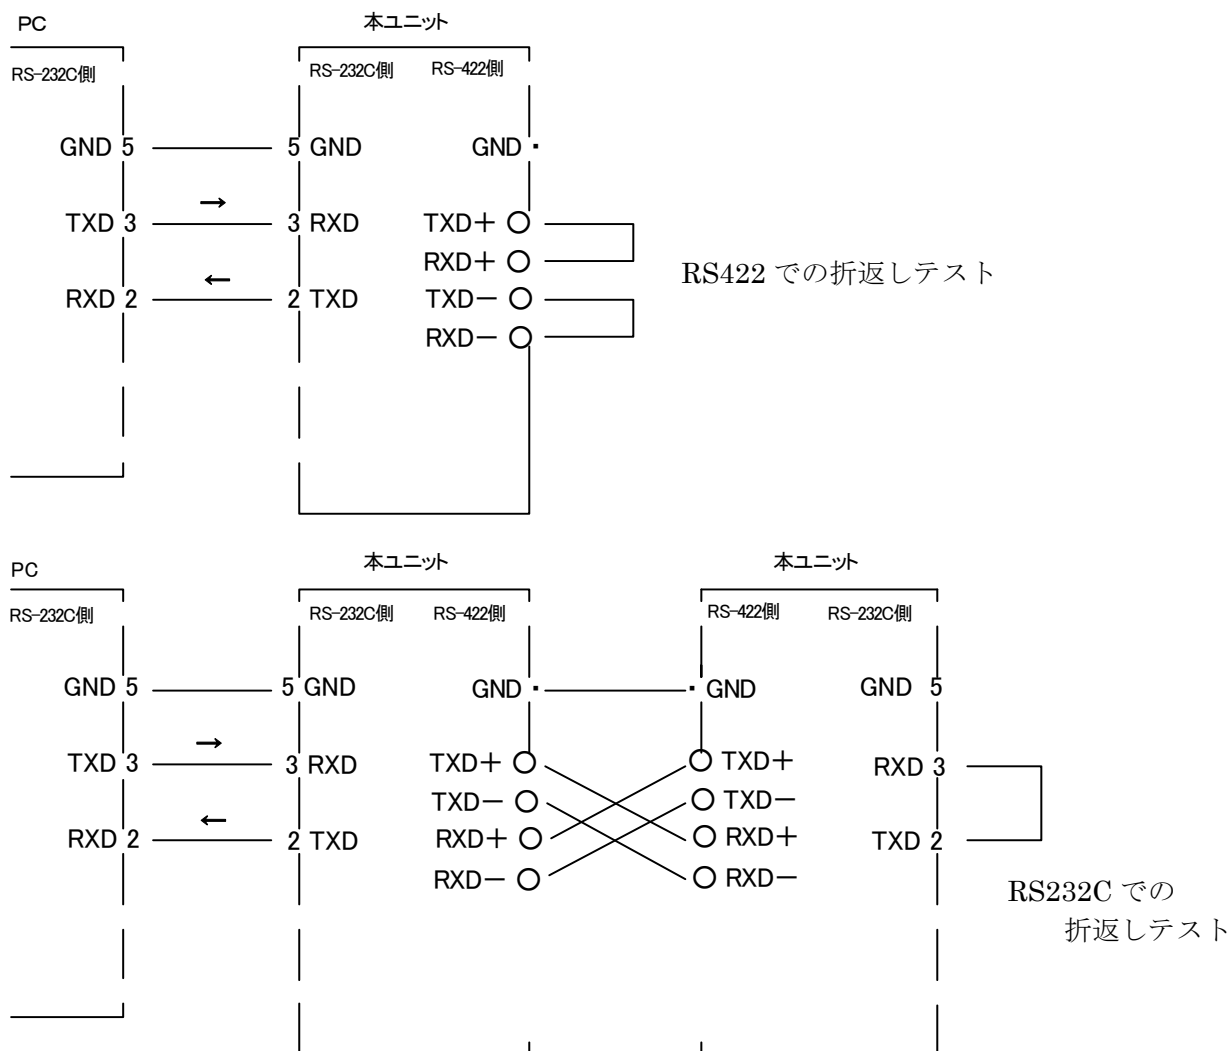 PC 本ユニット
RS-232C側 RS-232C側 RS-422側
GND 5 5 GND GND ・
→
TXD 3 3 RXD TXD＋ ○
RXD＋ ○
RS422 での折返しテスト
←
RXD 2 2 TXD TXD－ ○
RXD－ ○
PC 本ユニット 本ユニット
RS-232C側 RS-232C側 RS-422側 RS-422側 RS-232C側
GND 5 5 GND GND ・ ・ GND GND 5
→
TXD 3 3 RXD TXD＋ ○ ○ TXD＋ RXD 3
TXD－ ○ ○ TXD－
←
RXD 2 2 TXD RXD＋ ○ ○ RXD＋ TXD 2
RXD－ ○ ○ RXD－
RS232C での
折返しテスト